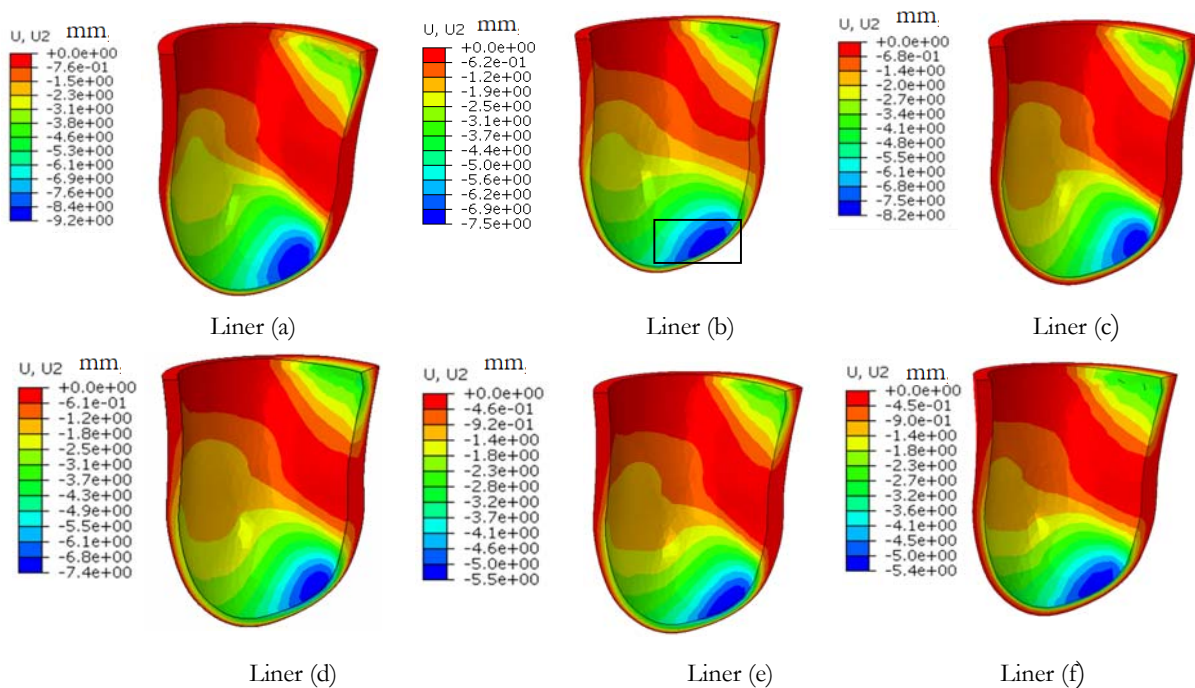 U, U2 mm
+0.0e+00
-7.6e-01
-1.5e+00
-2.3e+00
-3.1e+00
-3.8e+00
-4.6e+00
-5.3e+00
-6.1e+00
-6.9e+00
-7.6e+00
-8.4e+00
-9.2e+00
Liner (a)
U, U2 mm
+0.0e+00
-6.2e-01
-1.2e+00
-1.9e+00
-2.5e+00
-3.1e+00
-3.7e+00
-4.4e+00
-5.0e+00
-5.6e+00
-6.2e+00
-6.9e+00
-7.5e+00
Liner (b)
U, U2 mm
+0.0e+00
-6.8e-01
-1.4e+00
-2.0e+00
-2.7e+00
-3.4e+00
-4.1e+00
-4.8e+00
-5.5e+00
-6.1e+00
-6.8e+00
-7.5e+00
-8.2e+00
Liner (c)
U, U2 mm
+0.0e+00
-6.1e-01
-1.2e+00
-1.8e+00
-2.5e+00
-3.1e+00
-3.7e+00
-4.3e+00
-4.9e+00
-5.5e+00
-6.1e+00
-6.8e+00
-7.4e+00
Liner (d)
U, U2 mm
+0.0e+00
-4.6e-01
-9.2e-01
-1.4e+00
-1.8e+00
-2.3e+00
-2.8e+00
-3.2e+00
-3.7e+00
-4.1e+00
-4.6e+00
-5.0e+00
-5.5e+00
Liner (e)
U, U2 mm
+0.0e+00
-4.5e-01
-9.0e-01
-1.4e+00
-1.8e+00
-2.3e+00
-2.7e+00
-3.2e+00
-3.6e+00
-4.1e+00
-4.5e+00
-5.0e+00
-5.4e+00
Liner (f)